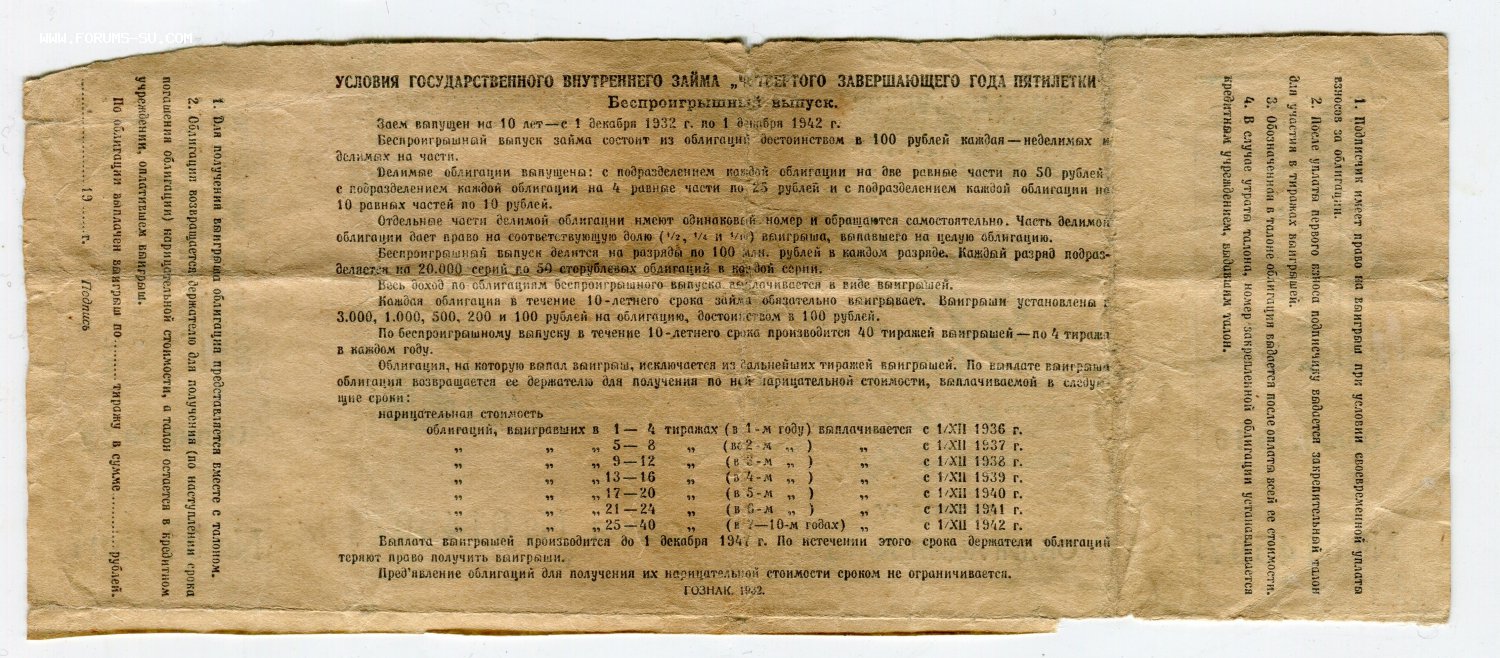 WWW.FORUMS-SU.COM
1. Для получения выигрыша облигация представляется вместе с талоном.
2. Облигация возвращается держателю для получения (по наступлении срока
погашения облигации) нарицательной стоимости, а талон остается в кредитном
учреждении, оплатившем выигрыш.
По облигации выплачен выигрыш по......... тиражу в сумме............рублей.
19........г. Подпись
УСЛОВИЯ ГОСУДАРСТВЕННОГО ВНУТРЕННЕГО ЗАЙМА „ЧЕТВЕРТОГО ЗАВЕРШАЮЩЕГО ГОДА ПЯТИЛЕТКИ
Беспроигрышный выпуск.
Заем выпущен на 10 лет—с 1 декабря 1932 г. по 1 декабря 1942 г.
Беспроигрышный выпуск займа состоит из облигаций достоинством в 100 рублей каждая—неделимых и
делимых на части.
Делимые облигации выпущены: с подразделением каждой облигации на две равные части по 50 рублей,
с подразделением каждой облигации на 4 равные части по 25 рублей и с подразделением каждой облигации на
10 равных частей по 10 рублей.
Отдельные части делимой облигации имеют одинаковый номер и обращаются самостоятельно. Часть делимой
облигации дает право на соответствующую долю (1/2, 1/4 и 1/10) выигрыша, выпавшего на целую облигацию.
Беспроигрышный выпуск делится на разряды по 100 млн. рублей в каждом разряде. Каждый разряд подраз-
деляется на 20.000 серий по 50 сторублевых облигаций в каждой серии.
Весь доход по облигациям беспроигрышного выпуска выплачивается в виде выигрышей.
Каждая облигация в течение 10-летнего срока займа обязательно выигрывает. Выигрыши установлены в
3.000, 1.000, 500, 200 и 100 рублей на облигацию, достоинством в 100 рублей.
По беспроигрышному выпуску в течение 10-летнего срока производится 40 тиражей выигрышей—по 4 тиража
в каждом году.
Облигация, на которую выпал выигрыш, исключается из дальнейших тиражей выигрышей. По выплате выигрыша
облигация возвращается ее держателю для получения по ней нарицательной стоимости, выплачиваемой в следую-
щие сроки:
нарицательная стоимость
облигаций, выигравших в 1— 4 тиражах (в 1-м году) выплачивается с 1/XII 1936 г.
„ „ „ 5— 8 „ (во 2-м „ ) „ с 1/XII 1937 г.
„ „ „ 9—12 „ (в 3-м „ ) „ с 1/XII 1938 г.
„ „ „ 13—16 „ (в 4-м „ ) „ с 1/XII 1939 г.
„ „ „ 17—20 „ (в 5-м „ ) „ с 1/XII 1940 г.
„ „ „ 21—24 „ (в 6-м „ ) „ с 1/XII 1941 г.
„ „ „ 25—40 „ (в 7—10-м годах) „ с 1/XII 1942 г.
Выплата выигрышей производится до 1 декабря 1947 г. По истечении этого срока держатели облигаций
теряют право получить выигрыши.
Пред'явление облигаций для получения их нарицательной стоимости сроком не ограничивается.
ГОЗНАК. 1932.
1. Подписчик имеет право на выигрыш при условии своевременной уплаты
взносов за облигации.
2. После уплаты первого взноса подписчику выдается закрепительный талон
для участия в тиражах выигрышей.
3. Обозначенная в талоне облигация выдается после оплаты всей ее стоимости.
4. В случае утраты талона, номер закрепленной облигации устанавливается
кредитным учреждением, выдавшим талон.